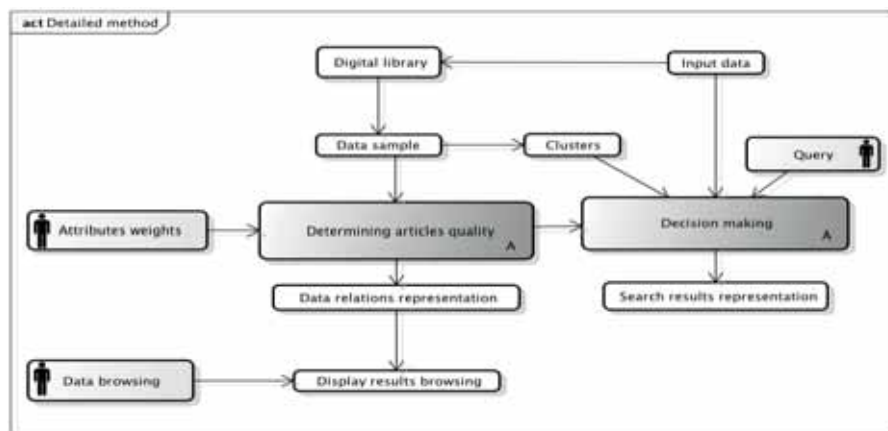 act Detailed method
Digital library
Input data
Data sample
Clusters
Query
Attributes weights
Determining articles quality
A
Decision making
A
Data relations representation
Search results representation
Data browsing
Display results browsing